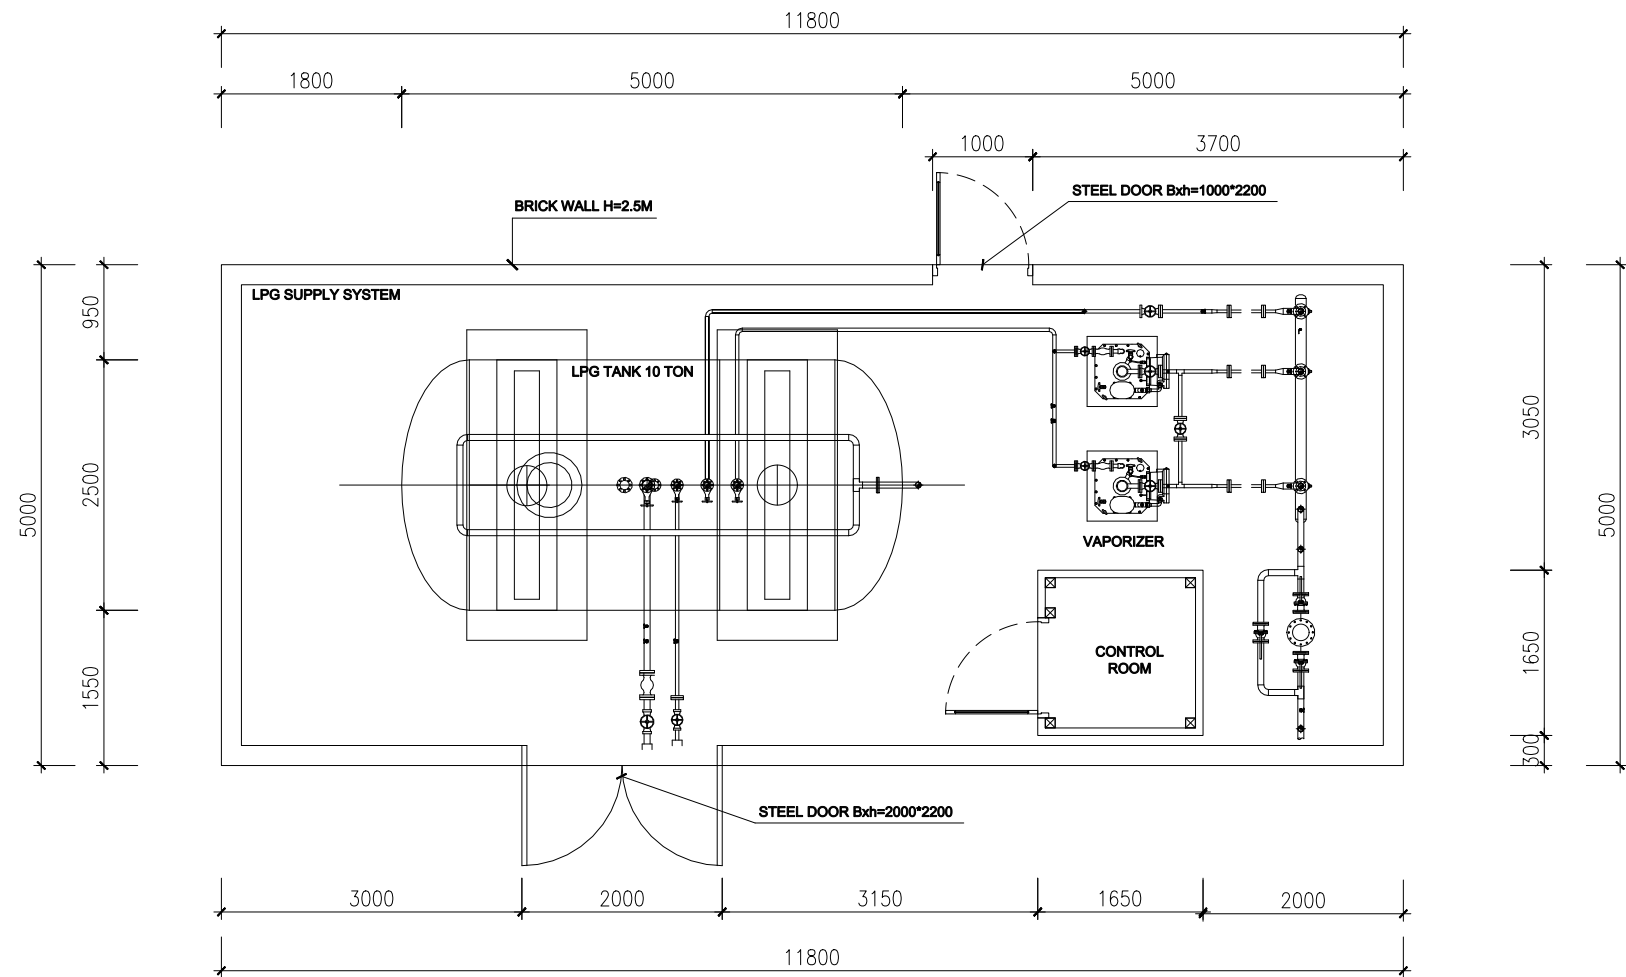 11800
1800
5000
5000
1000
3700
STEEL DOOR Bxh=1000*2200
BRICK WALL H=2.5M
LPG SUPPLY SYSTEM
950
LPG TANK 10 TON
3050
2500
5000
5000
VAPORIZER
CONTROL
ROOM
1650
1550
300
STEEL DOOR Bxh=2000*2200
3000
2000
3150
1650
2000
11800